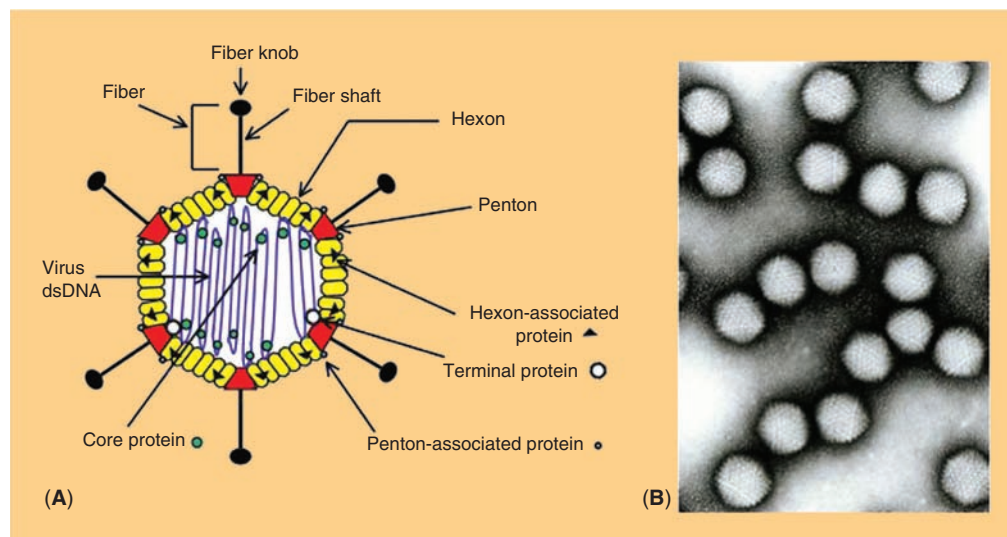 Fiber knob
Fiber
Fiber shaft
Hexon
Penton
Virus
dsDNA
Hexon-associated
protein
Terminal protein
Core protein
Penton-associated protein
(A)
(B)